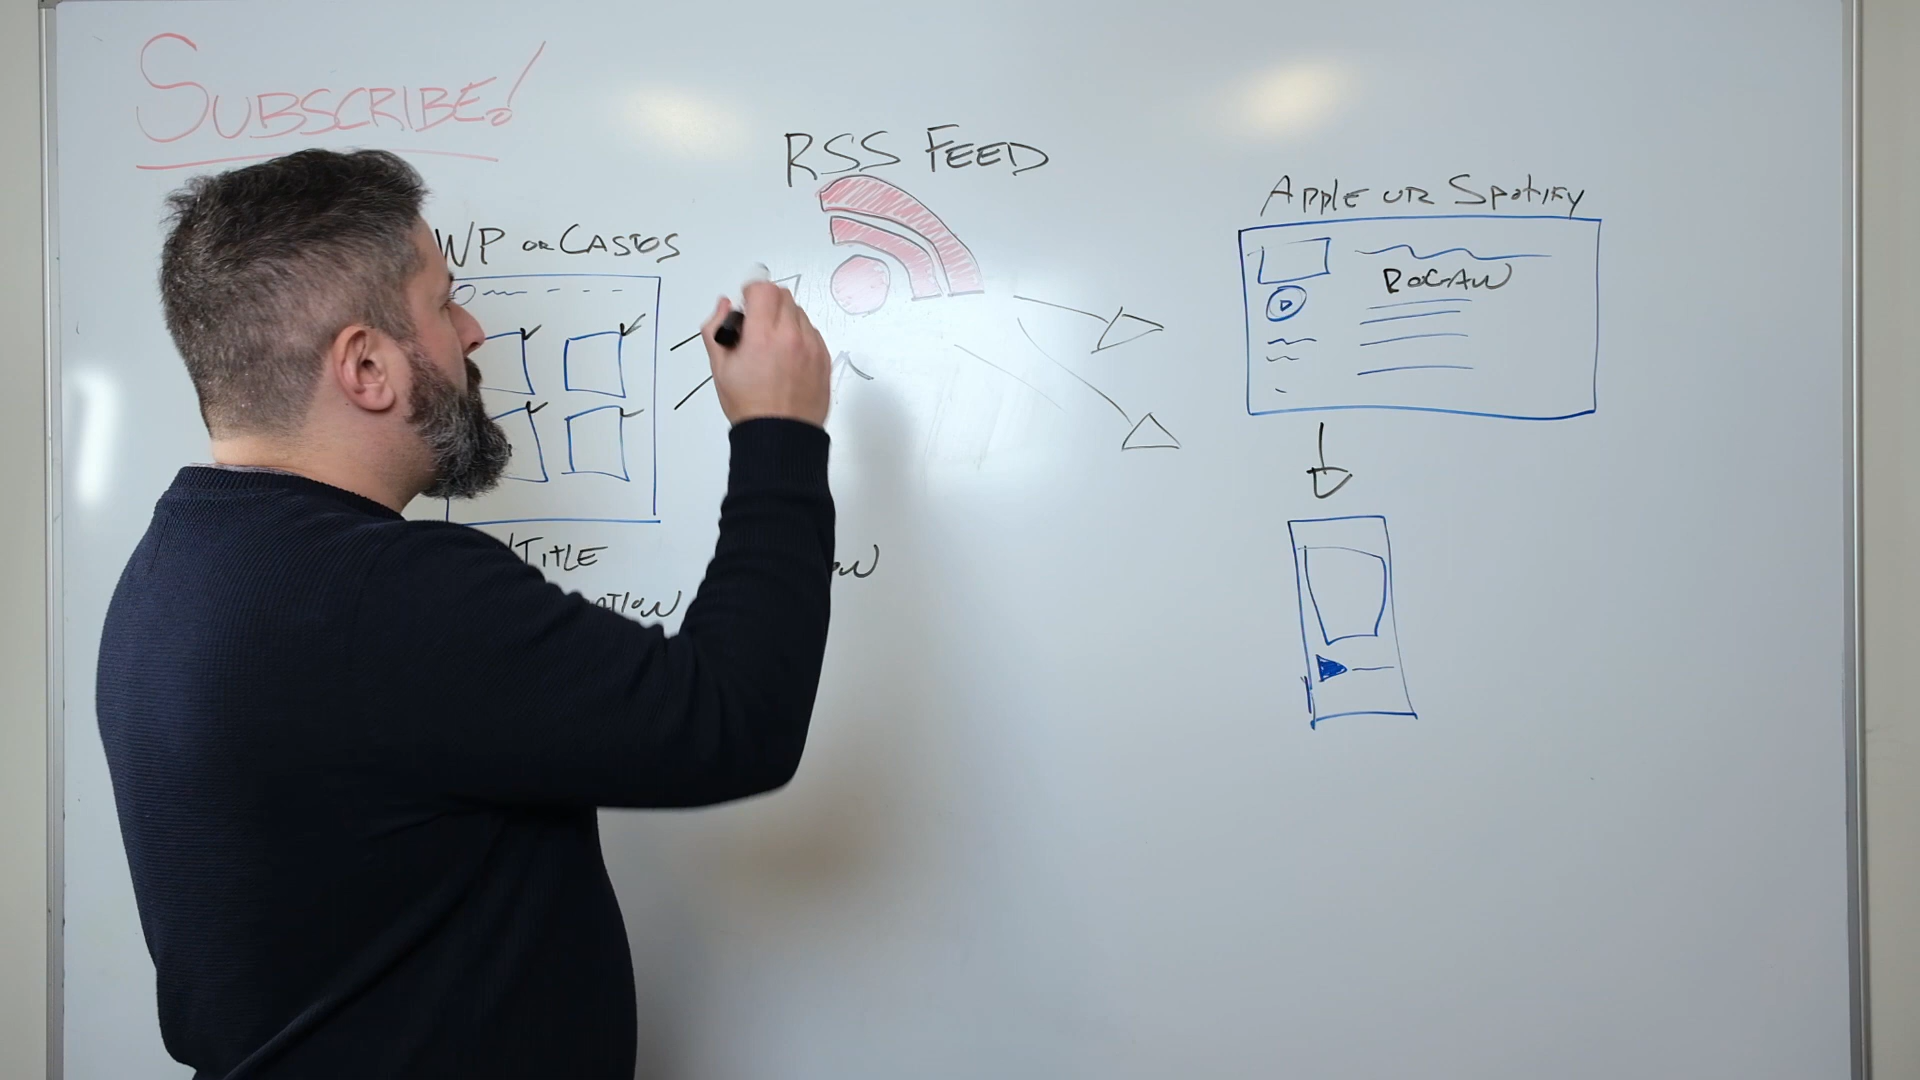 SUBSCRIBE!
RSS FEED
WP OR CASTOS
APPLE OR SPOTIFY
ROGAN
TITLE